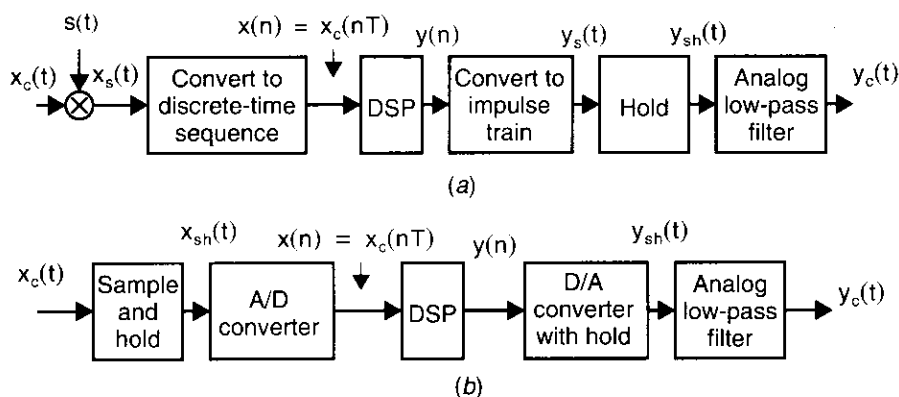 s(t)
x(n) = x_c(nT)
y(n)
y_s(t)
y_sh(t)
x_c(t)
x_s(t)
Convert to
discrete-time
sequence
DSP
Convert to
impulse
train
Hold
Analog
low-pass
filter
y_c(t)
(a)
x_sh(t)
x(n) = x_c(nT)
y(n)
y_sh(t)
x_c(t)
Sample
and
hold
A/D
converter
DSP
D/A
converter
with hold
Analog
low-pass
filter
y_c(t)
(b)